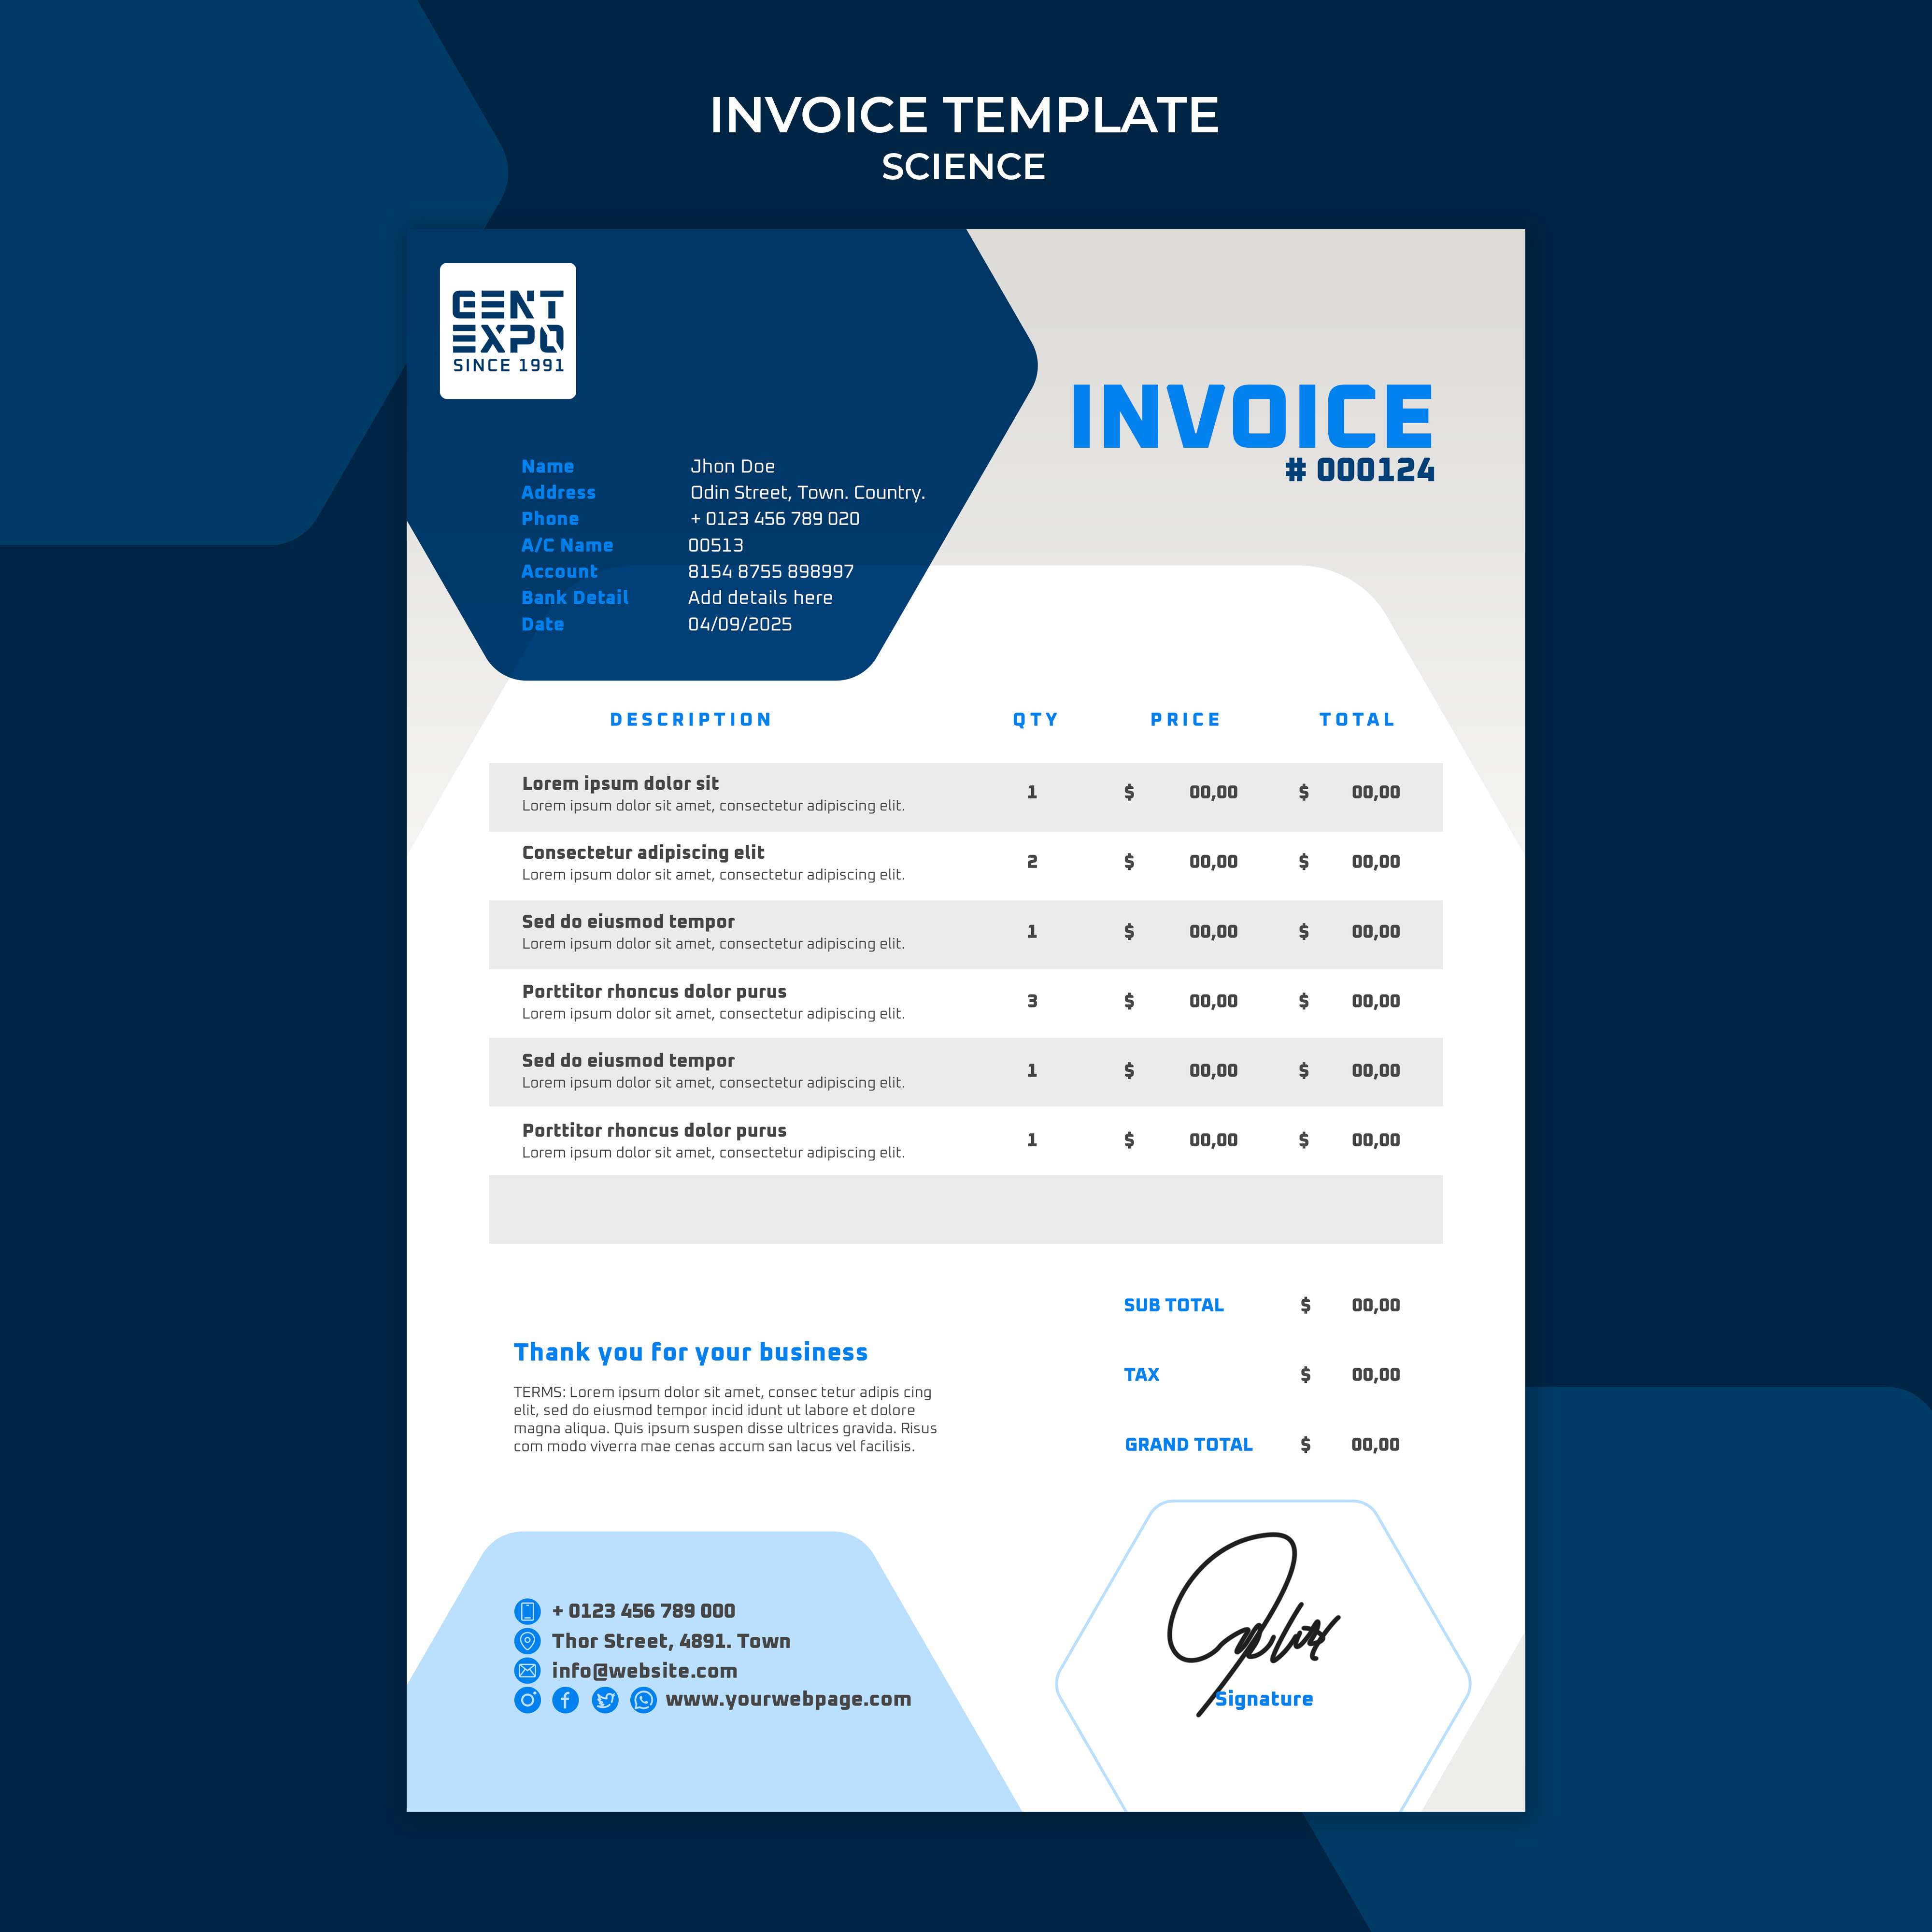 INVOICE TEMPLATE
SCIENCE
GENT
EXPO
SINCE 1991
INVOICE
# 000124
Name Jhon Doe
Address Odin Street, Town. Country.
Phone + 0123 456 789 020
A/C Name 00513
Account 8154 8755 898997
Bank Detail Add details here
Date 04/09/2025
DESCRIPTION QTY PRICE TOTAL
Lorem ipsum dolor sit
Lorem ipsum dolor sit amet, consectetur adipiscing elit.
1 $ 00,00 $ 00,00
Consectetur adipiscing elit
Lorem ipsum dolor sit amet, consectetur adipiscing elit.
2 $ 00,00 $ 00,00
Sed do eiusmod tempor
Lorem ipsum dolor sit amet, consectetur adipiscing elit.
1 $ 00,00 $ 00,00
Porttitor rhoncus dolor purus
Lorem ipsum dolor sit amet, consectetur adipiscing elit.
3 $ 00,00 $ 00,00
Sed do eiusmod tempor
Lorem ipsum dolor sit amet, consectetur adipiscing elit.
1 $ 00,00 $ 00,00
Porttitor rhoncus dolor purus
Lorem ipsum dolor sit amet, consectetur adipiscing elit.
1 $ 00,00 $ 00,00
SUB TOTAL $ 00,00
TAX $ 00,00
GRAND TOTAL $ 00,00
Thank you for your business
TERMS: Lorem ipsum dolor sit amet, consec tetur adipis cing
elit, sed do eiusmod tempor incid idunt ut labore et dolore
magna aliqua. Quis ipsum suspen disse ultrices gravida. Risus
com modo viverra mae cenas accum san lacus vel facilisis.
+ 0123 456 789 000
Thor Street, 4891. Town
info@website.com
www.yourwebpage.com
Signature